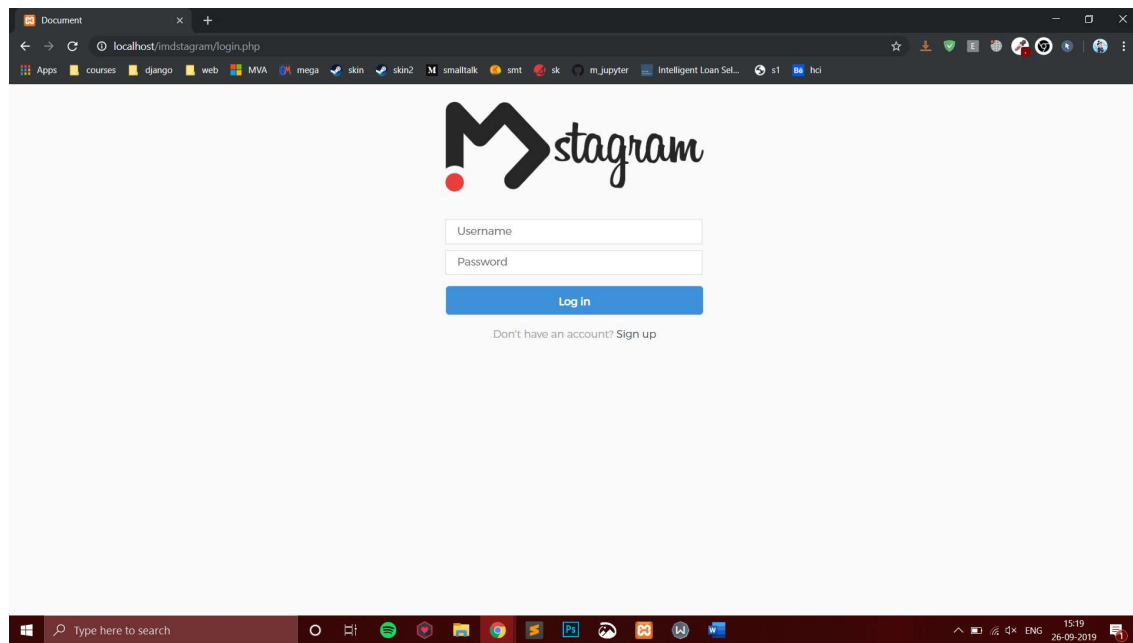 Document
localhost/imdstagram/login.php
Apps courses django web MVA mega skin skin2 M smalltalk smt sk m_jupyter Intelligent Loan Sel... s1 Bē hci
stagram
Username
Password
Log in
Don't have an account? Sign up
Type here to search
Ps
W
ENG
15:19
26-09-2019